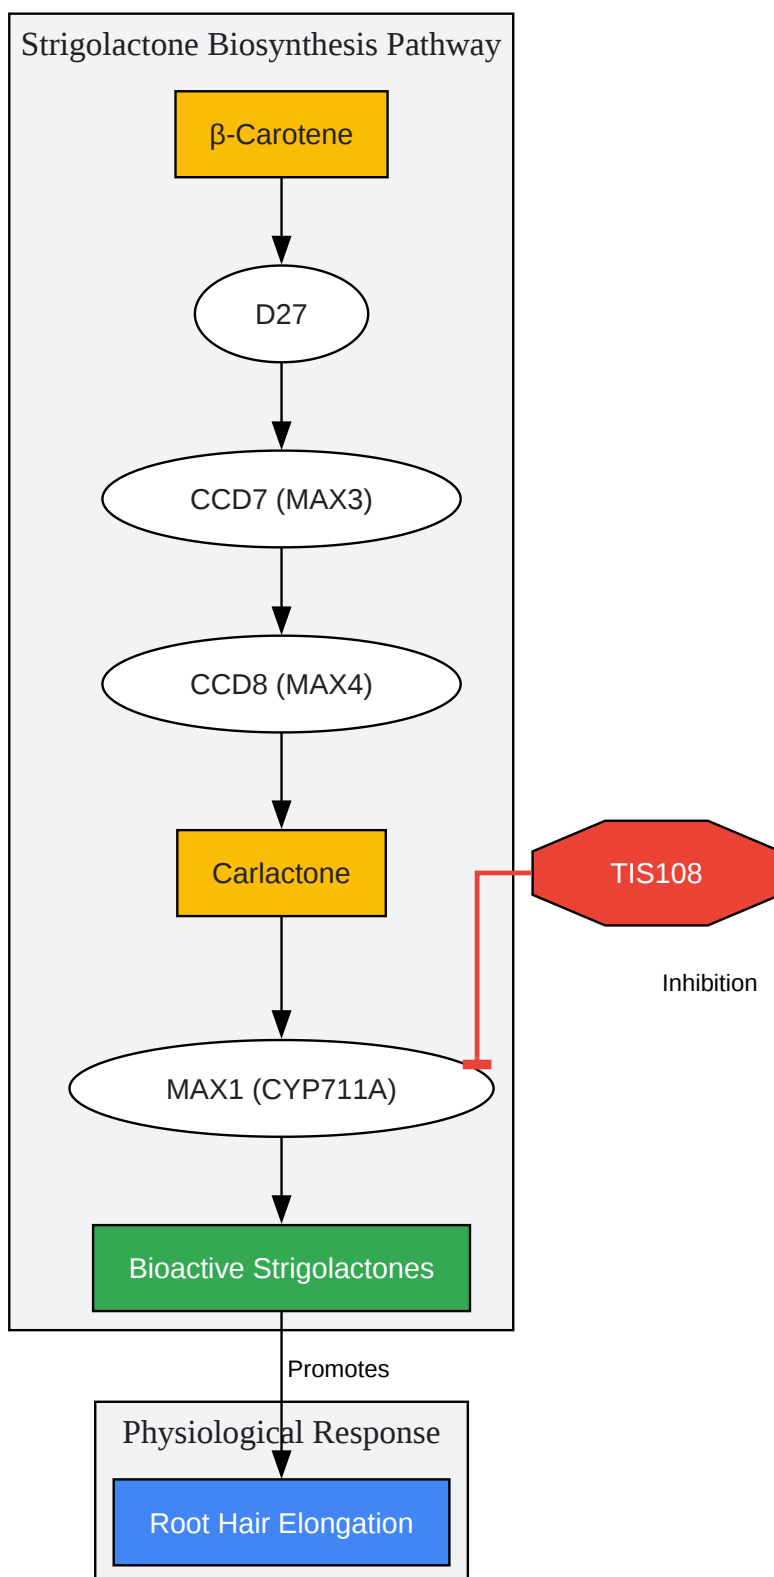 Strigolactone Biosynthesis Pathway
β-Carotene
D27
CCD7 (MAX3)
CCD8 (MAX4)
Carlactone
TIS108
Inhibition
MAX1 (CYP711A)
Bioactive Strigolactones
Promotes
Physiological Response
Root Hair Elongation